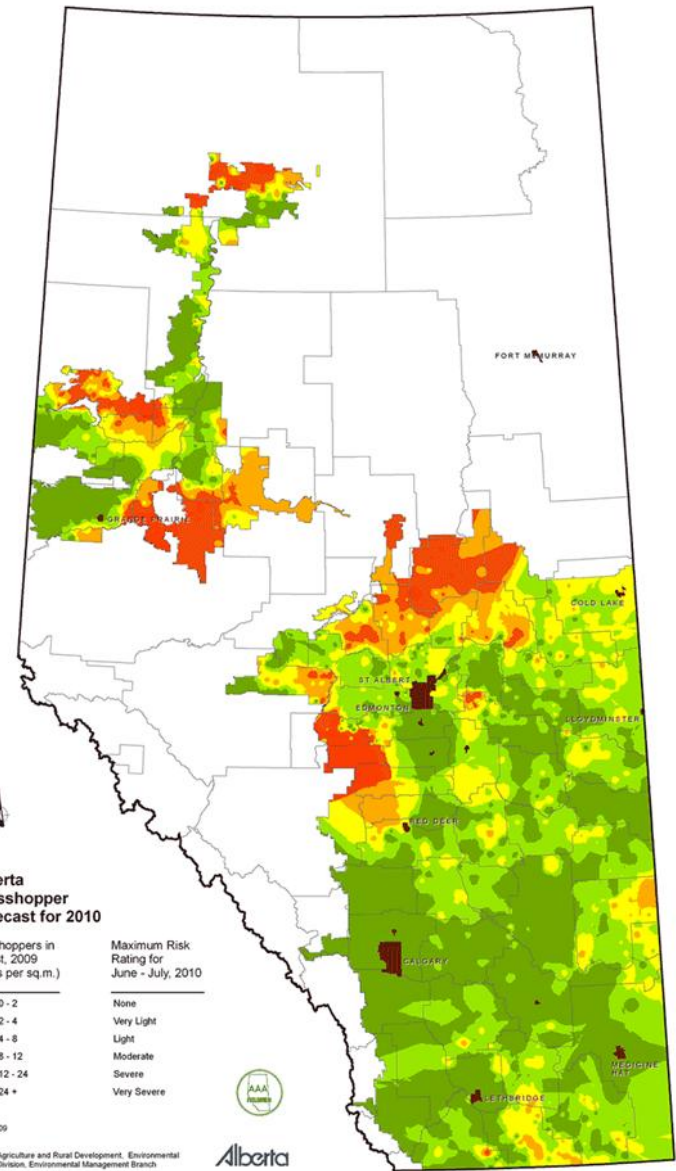 FORT McMURRAY
GRANDE PRAIRIE
COLD LAKE
ST ALBERT
EDMONTON
LLOYDMINSTER
RED DEER
CALGARY
MEDICINE
HAT
LETHBRIDGE
erta
sshopper
ecast for 2010
hoppers in
t, 2009
s per sq.m.)
Maximum Risk
Rating for
June - July, 2010
0 - 2 None
2 - 4 Very Light
4 - 8 Light
8 - 12 Moderate
12 - 24 Severe
24 + Very Severe
09
AAA
Agriculture and Rural Development, Environmental
Division, Environmental Management Branch
Alberta